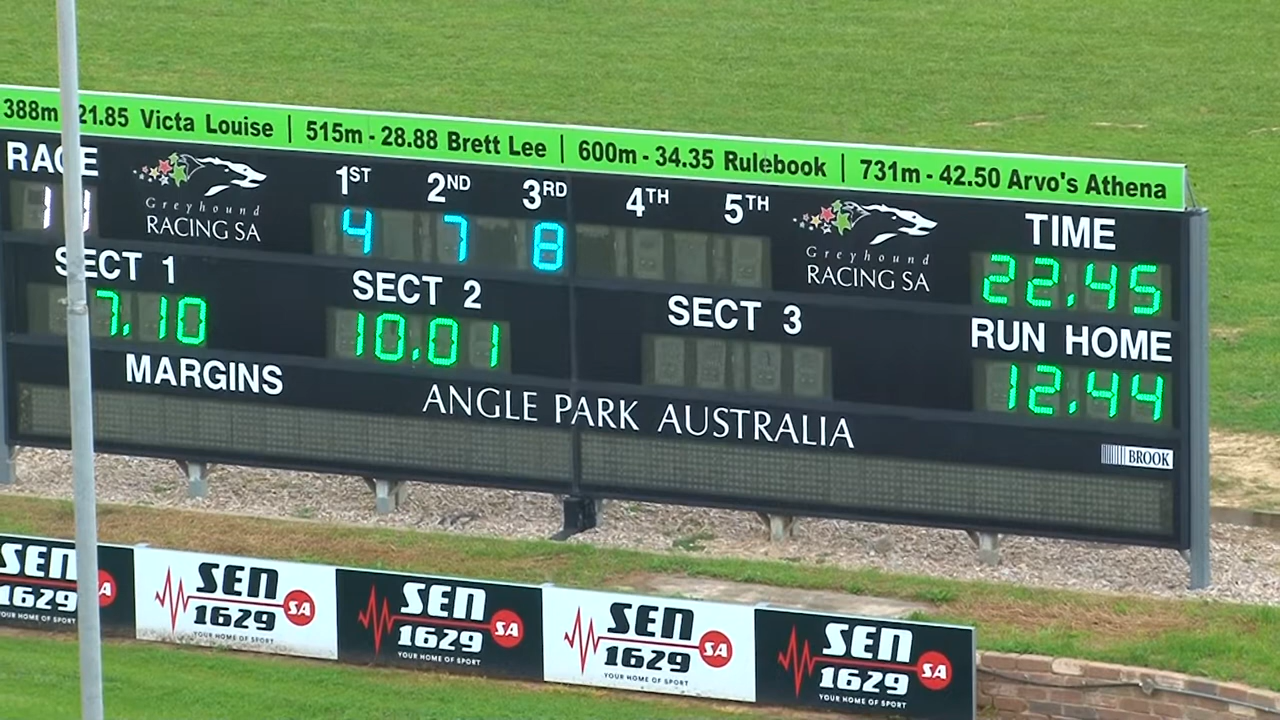 388m 21.85 Victa Louise | 515m - 28.88 Brett Lee | 600m - 34.35 Rulebook | 731m - 42.50 Arvo's Athena
RACE
11
Greyhound
RACING SA
1ST 2ND 3RD 4TH 5TH
4 7 8
Greyhound
RACING SA
TIME
22.45
SECT 1
7.10
SECT 2
10.01
SECT 3
RUN HOME
12.44
MARGINS
ANGLE PARK AUSTRALIA
BROOK
SEN
1629
SEN
1629 SA
YOUR HOME OF SPORT
SEN
1629 SA
YOUR HOME OF SPORT
SEN
1629 SA
YOUR HOME OF SPORT
SEN
1629 SA
YOUR HOME OF SPORT